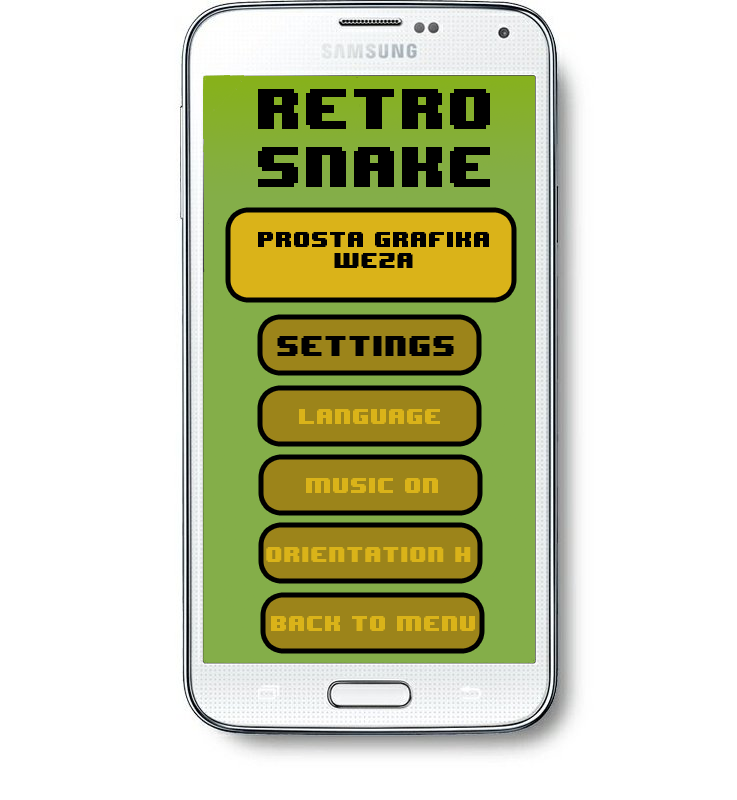 SAMSUNG
RETRO
SNAKE
PROSTA GRAFIKA
WEZA
SETTINGS
LANGUAGE
MUSIC ON
ORIENTATION H
BACK TO MENU